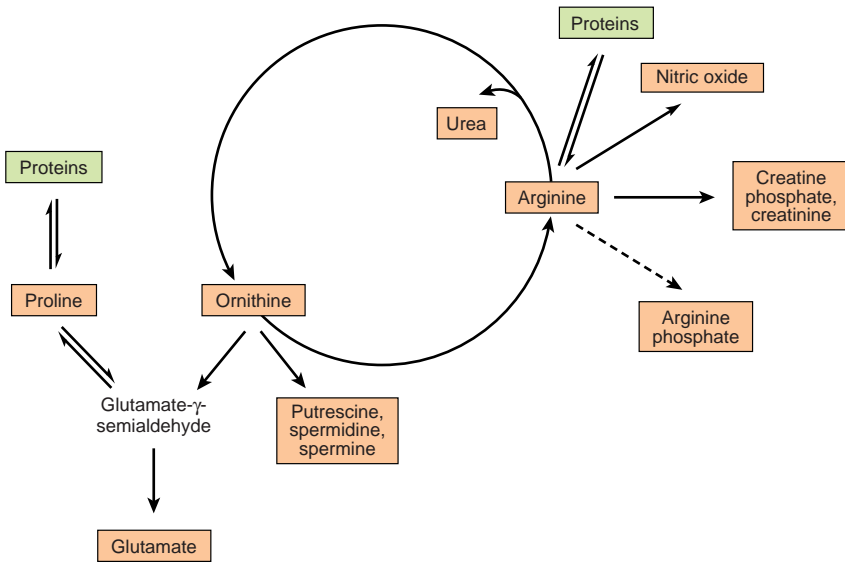 Proteins
Nitric oxide
Urea
Proteins
Arginine
Creatine
phosphate,
creatinine
Proline
Ornithine
Arginine
phosphate
Glutamate-γ-
semialdehyde
Putrescine,
spermidine,
spermine
Glutamate